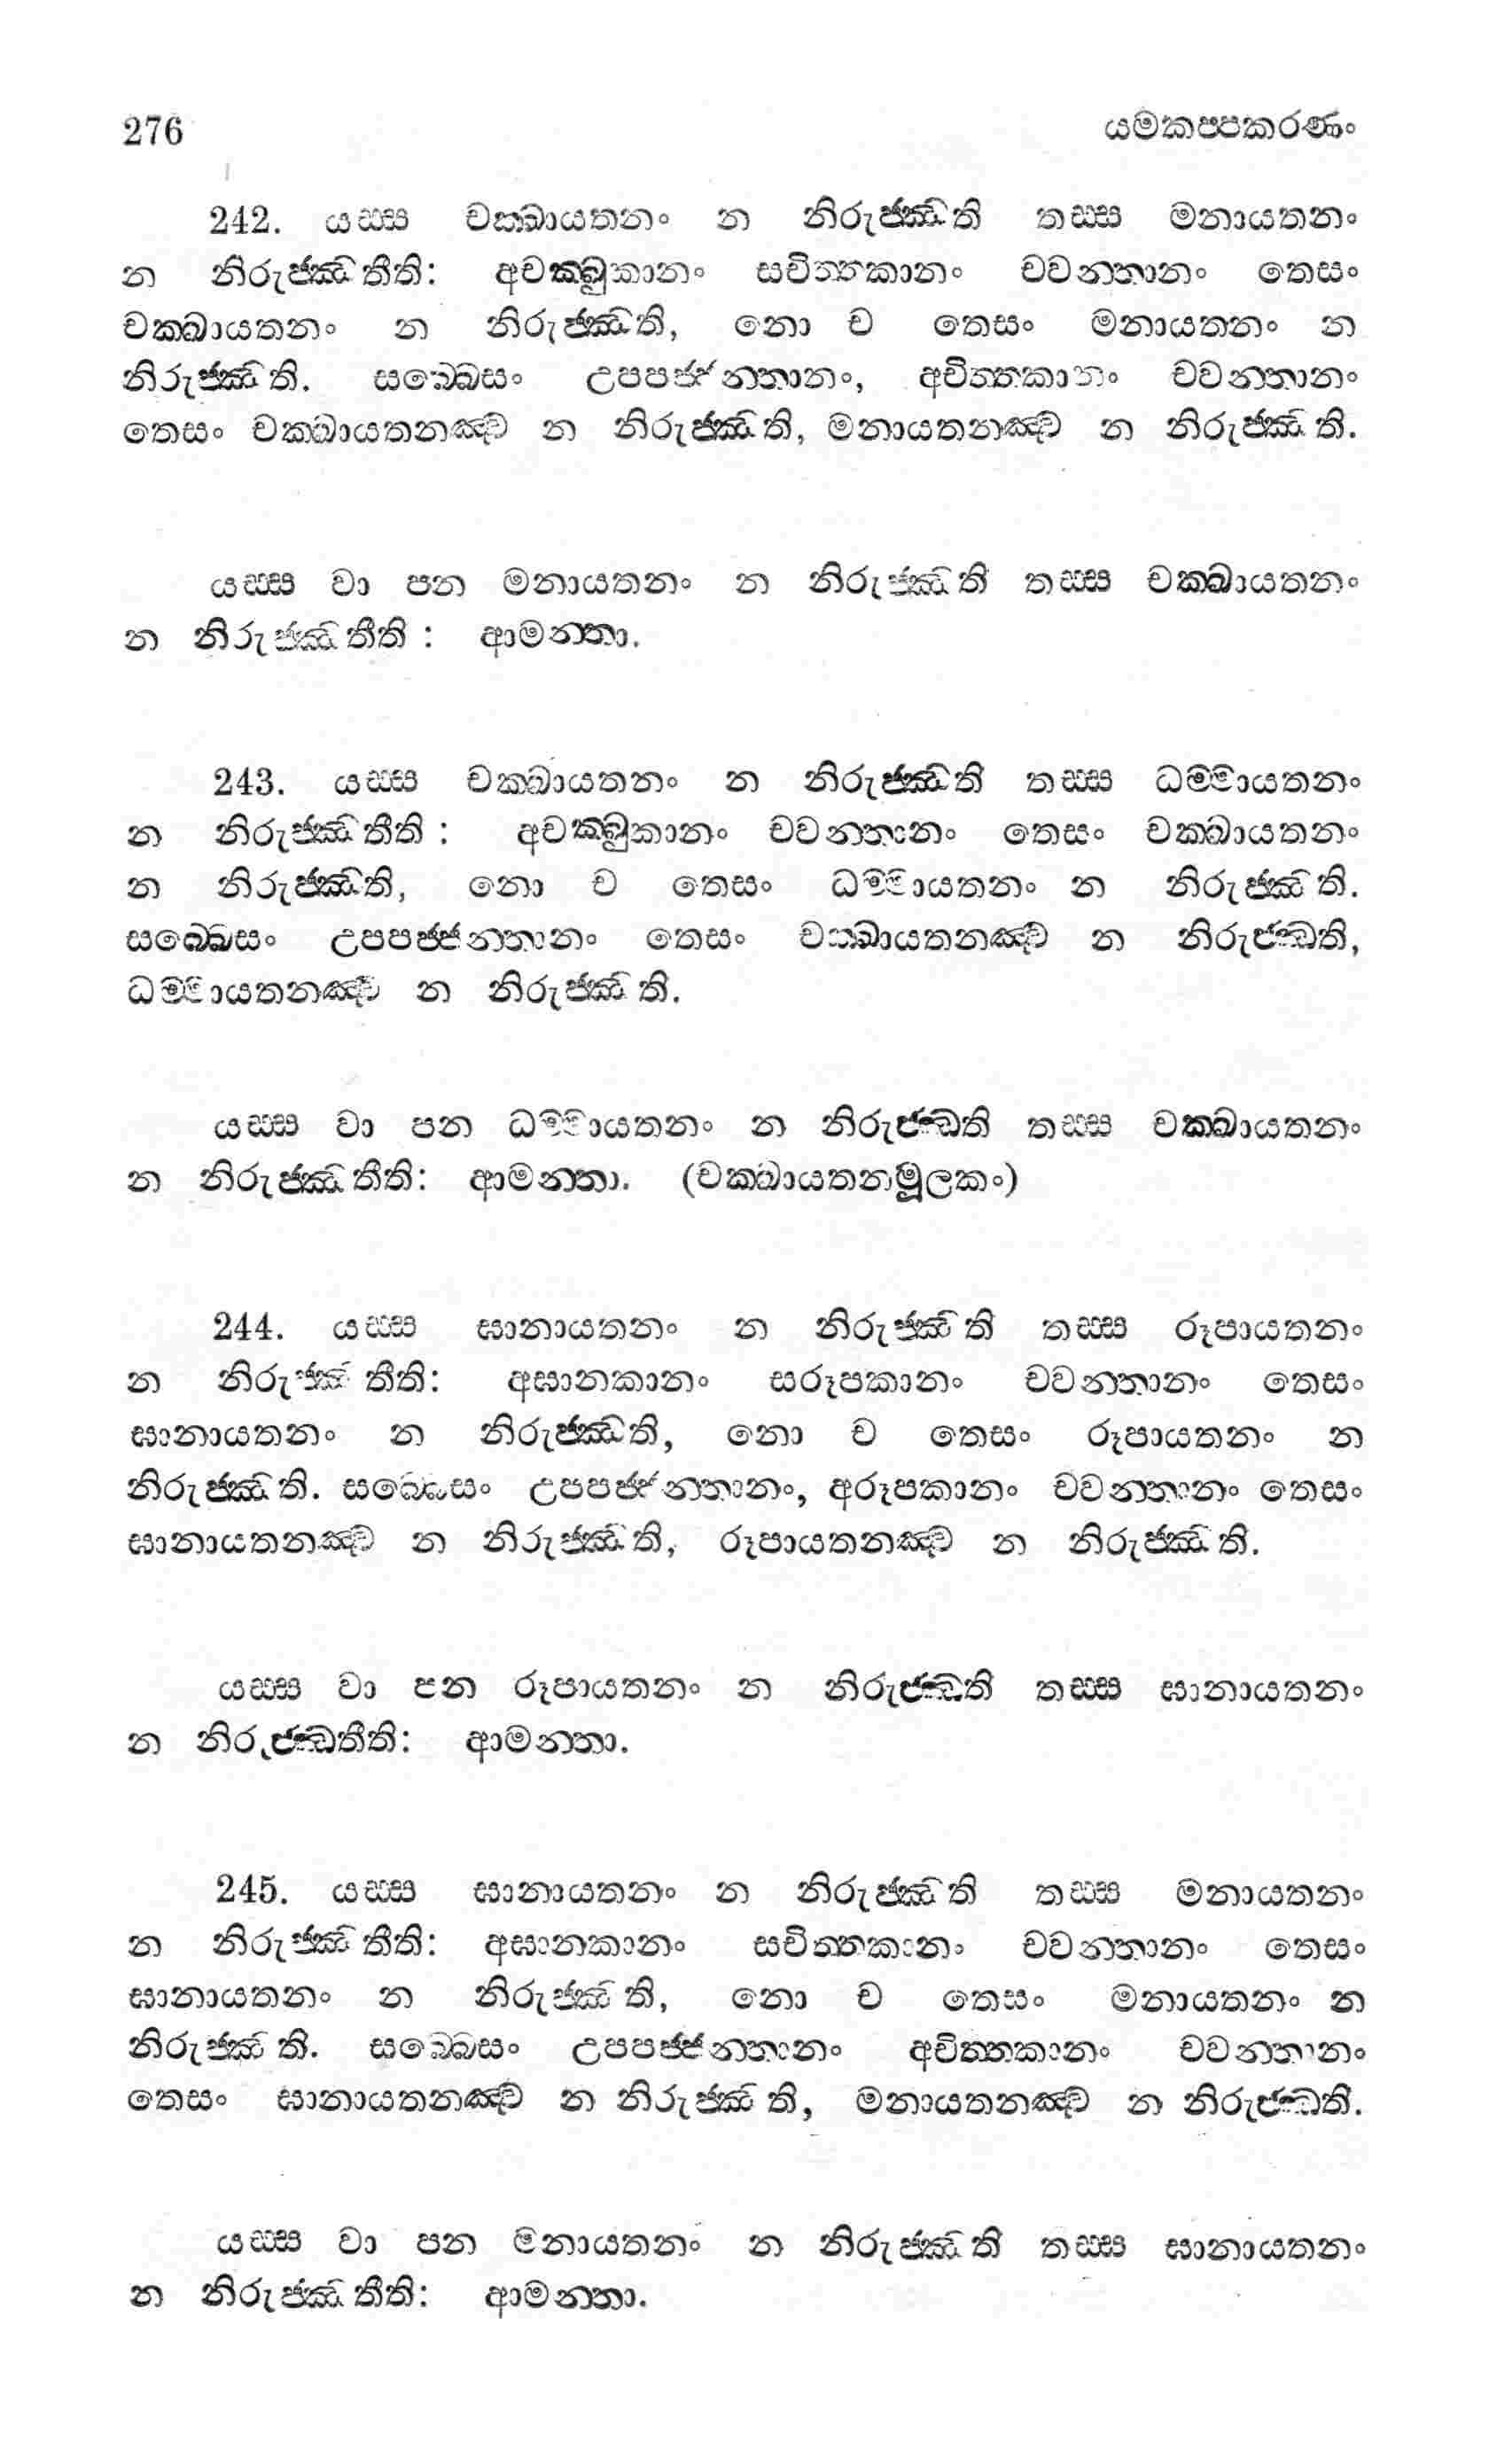 276 යමකප්පකරණං
242. යස්ස චක්ඛායතනං න නිරුජ්ඣති තස්ස මනායතනං
න නිරුජ්ඣතීති: අචක්ඛුකානං සචිත්තකානං චවන්තානං තෙසං
චක්ඛායතනං න නිරුජ්ඣති, නො ච තෙසං මනායතනං න
නිරුජ්ඣති. සබ්බෙසං උපපජ්ජන්තානං, අචිත්තකානං චවන්තානං
තෙසං චක්ඛායතනඤ්ච න නිරුජ්ඣති, මනායතනඤ්ච න නිරුජ්ඣති.
යස්ස වා පන මනායතනං න නිරුජ්ඣති තස්ස චක්ඛායතනං
න නිරුජ්ඣතීති : ආමන්තා.
243. යස්ස චක්ඛායතනං න නිරුජ්ඣති තස්ස ධම්මායතනං
න නිරුජ්ඣතීති : අචක්ඛුකානං චවන්තානං තෙසං චක්ඛායතනං
න නිරුජ්ඣති, නො ච තෙසං ධම්මායතනං න නිරුජ්ඣති.
සබ්බෙසං උපපජ්ජන්තානං තෙසං චක්ඛායතනඤ්ච න නිරුජ්ඣති,
ධම්මායතනඤ්ච න නිරුජ්ඣති.
යස්ස වා පන ධම්මායතනං න නිරුජ්ඣති තස්ස චක්ඛායතනං
න නිරුජ්ඣතීති: ආමන්තා. (චක්ඛායතනමූලකං)
244. යස්ස ඝානායතනං න නිරුජ්ඣති තස්ස රූපායතනං
න නිරුජ්ඣතීති: අඝානකානං සරූපකානං චවන්තානං තෙසං
ඝානායතනං න නිරුජ්ඣති, නො ච තෙසං රූපායතනං න
නිරුජ්ඣති. සබ්බෙසං උපපජ්ජන්තානං, අරූපකානං චවන්තානං තෙසං
ඝානායතනඤ්ච න නිරුජ්ඣති, රූපායතනඤ්ච න නිරුජ්ඣති.
යස්ස වා පන රූපායතනං න නිරුජ්ඣති තස්ස ඝානායතනං
න නිරුජ්ඣතීති: ආමන්තා.
245. යස්ස ඝානායතනං න නිරුජ්ඣති තස්ස මනායතනං
න නිරුජ්ඣතීති: අඝානකානං සචිත්තකානං චවන්තානං තෙසං
ඝානායතනං න නිරුජ්ඣති, නො ච තෙසං මනායතනං න
නිරුජ්ඣති. සබ්බෙසං උපපජ්ජන්තානං අචිත්තකානං චවන්තානං
තෙසං ඝානායතනඤ්ච න නිරුජ්ඣති, මනායතනඤ්ච න නිරුජ්ඣති.
යස්ස වා පන මනායතනං න නිරුජ්ඣති තස්ස ඝානායතනං
න නිරුජ්ඣතීති: ආමන්තා.